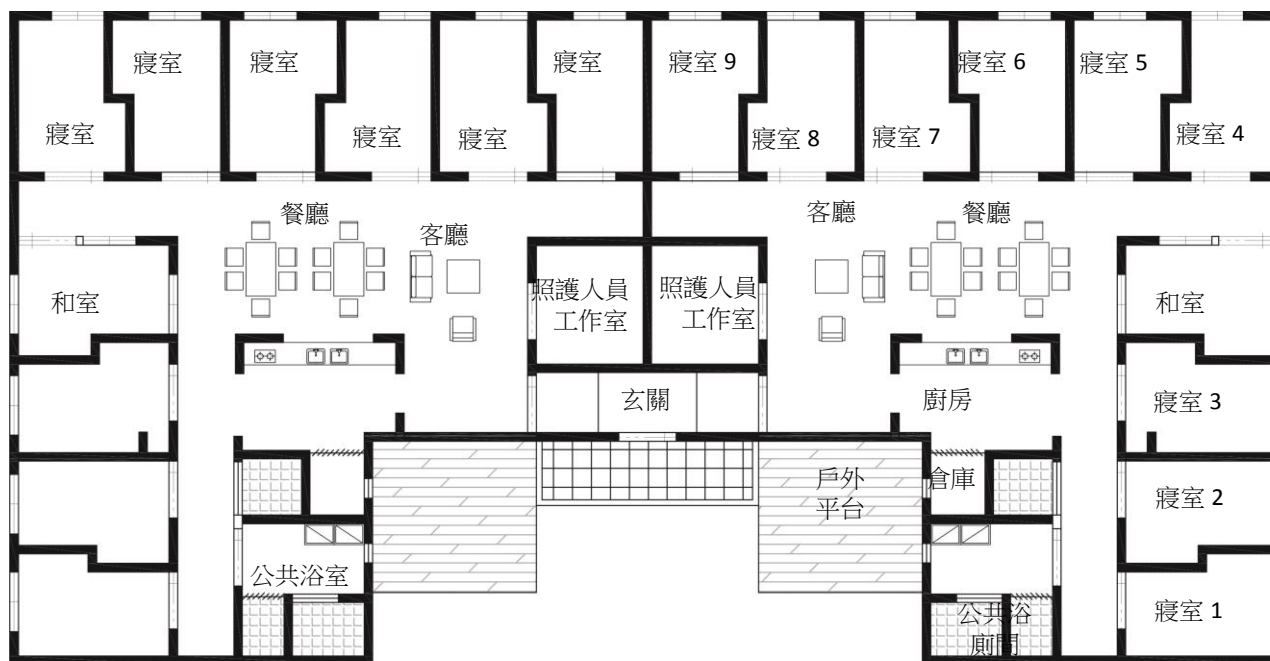 寢室
寢室
寢室 9
寢室 6
寢室 5
寢室
寢室
寢室
寢室
寢室 8
寢室 7
寢室 4
餐廳
客廳
客廳
餐廳
和室
照護人員
工作室
照護人員
工作室
和室
玄關
廚房
寢室 3
戶外
平台
倉庫
寢室 2
公共浴室
公共浴
廁間
寢室 1